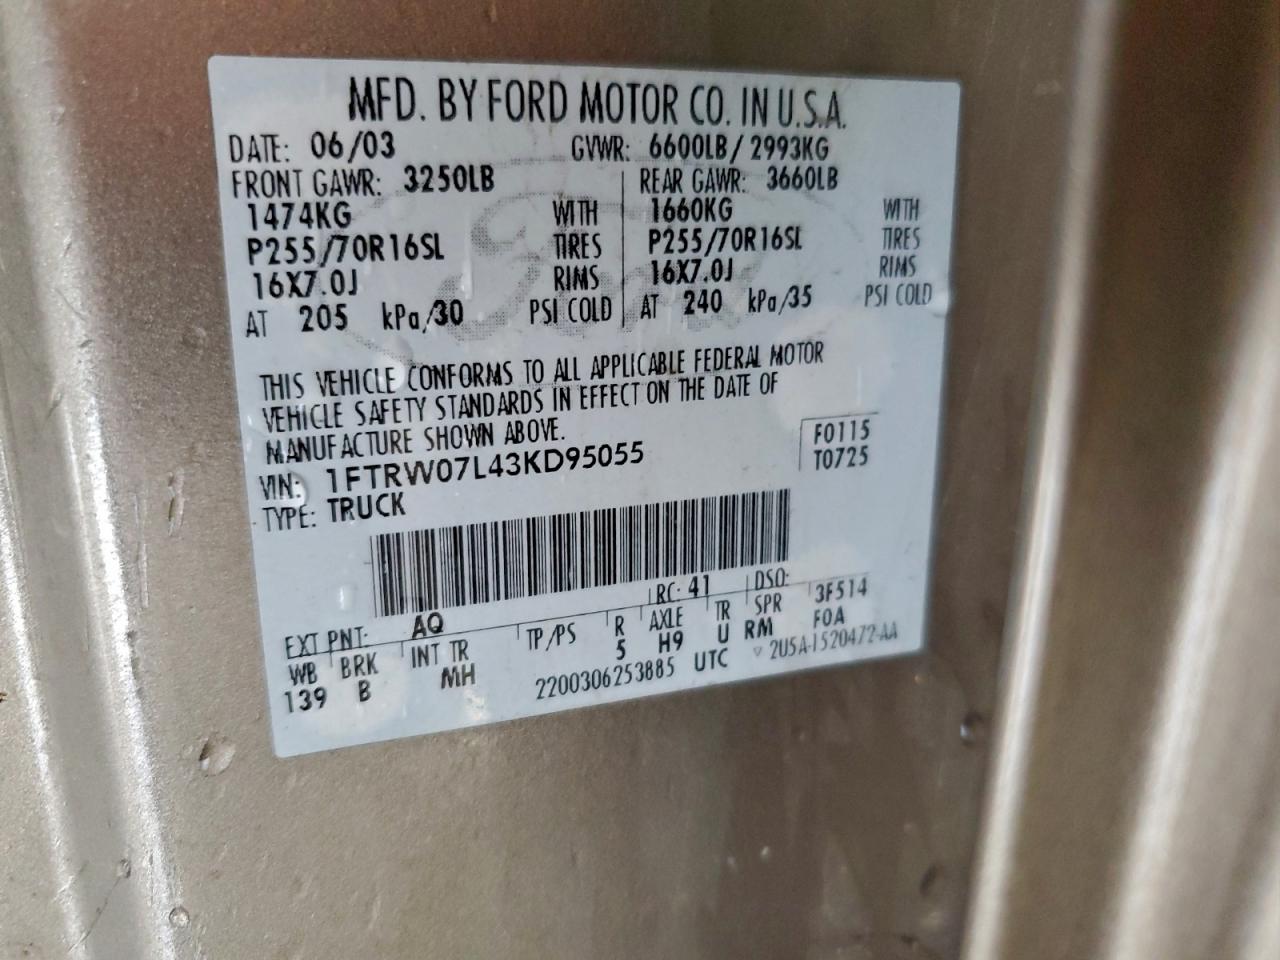 MFD. BY FORD MOTOR CO. IN U.S.A.
DATE: 06/03 GVWR: 6600LB/ 2993KG
FRONT GAWR: 3250LB REAR GAWR: 3660LB
1474KG WITH 1660KG WITH
P255/70R16SL TIRES P255/70R16SL TIRES
16X7.0J RIMS 16X7.0J RIMS
AT 205 kPa/30 PSI COLD AT 240 kPa/35 PSI COLD
THIS VEHICLE CONFORMS TO ALL APPLICABLE FEDERAL MOTOR
VEHICLE SAFETY STANDARDS IN EFFECT ON THE DATE OF
MANUFACTURE SHOWN ABOVE.
VIN: 1FTRW07L43KD95055 F0115
TYPE: TRUCK T0725
EXT PNT: AQ RC: 41 DSO: 3F514
WB BRK INT TR TP/PS R AXLE TR SPR F0A
139 B MH 5 H9 U RM
2200306253885 UTC ▽ 2U5A-1520472-AA